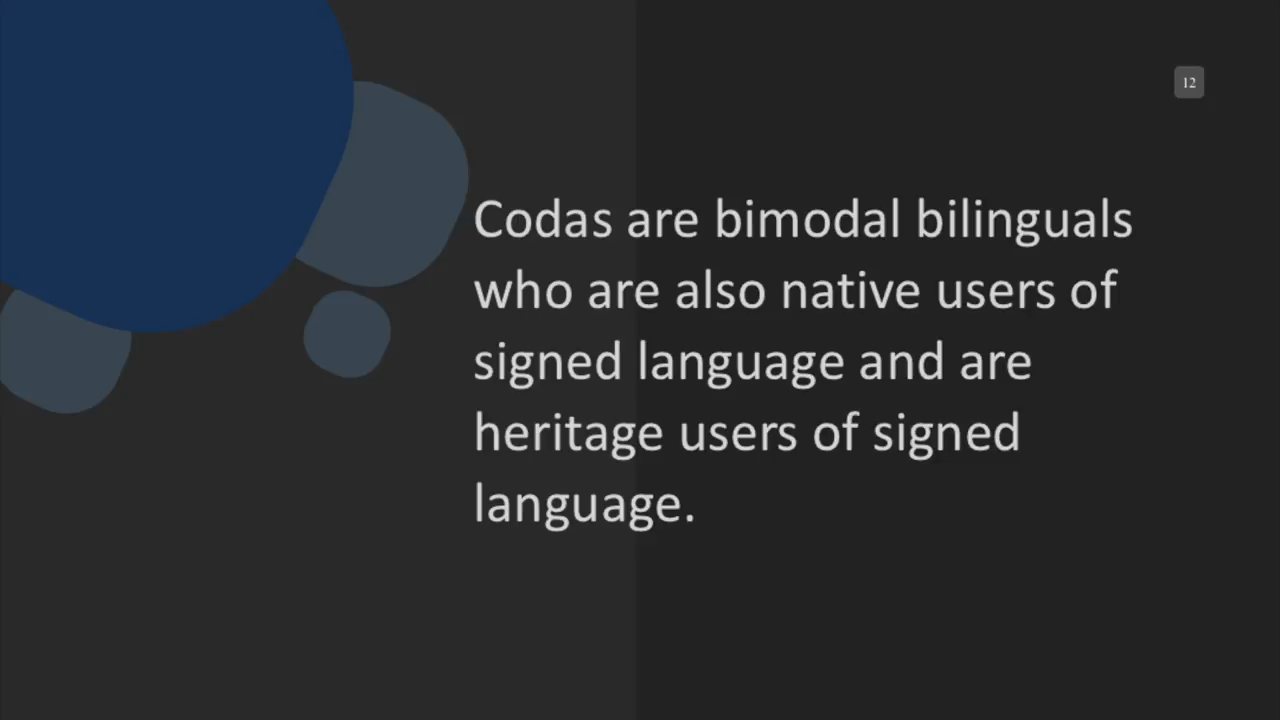 12
Codas are bimodal bilinguals
who are also native users of
signed language and are
heritage users of signed
language.